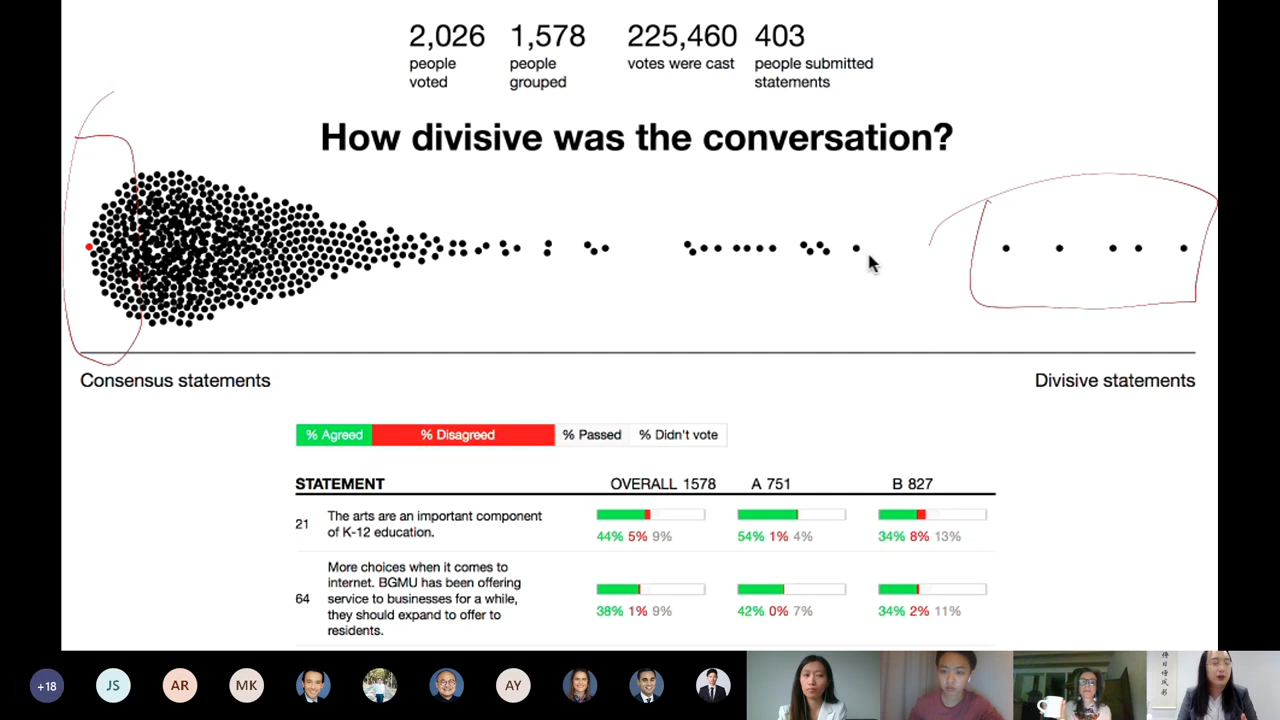 2,026 1,578 225,460 403
people people votes were cast people submitted
voted grouped statements
How divisive was the conversation?
Consensus statements Divisive statements
% Agreed % Disagreed % Passed % Didn't vote
STATEMENT OVERALL 1578 A 751 B 827
21 The arts are an important component
of K-12 education.
44% 5% 9% 54% 1% 4% 34% 8% 13%
More choices when it comes to
internet. BGMU has been offering
64 service to businesses for a while,
they should expand to offer to
residents.
38% 1% 9% 42% 0% 7% 34% 2% 11%
+18 JS AR MK AY